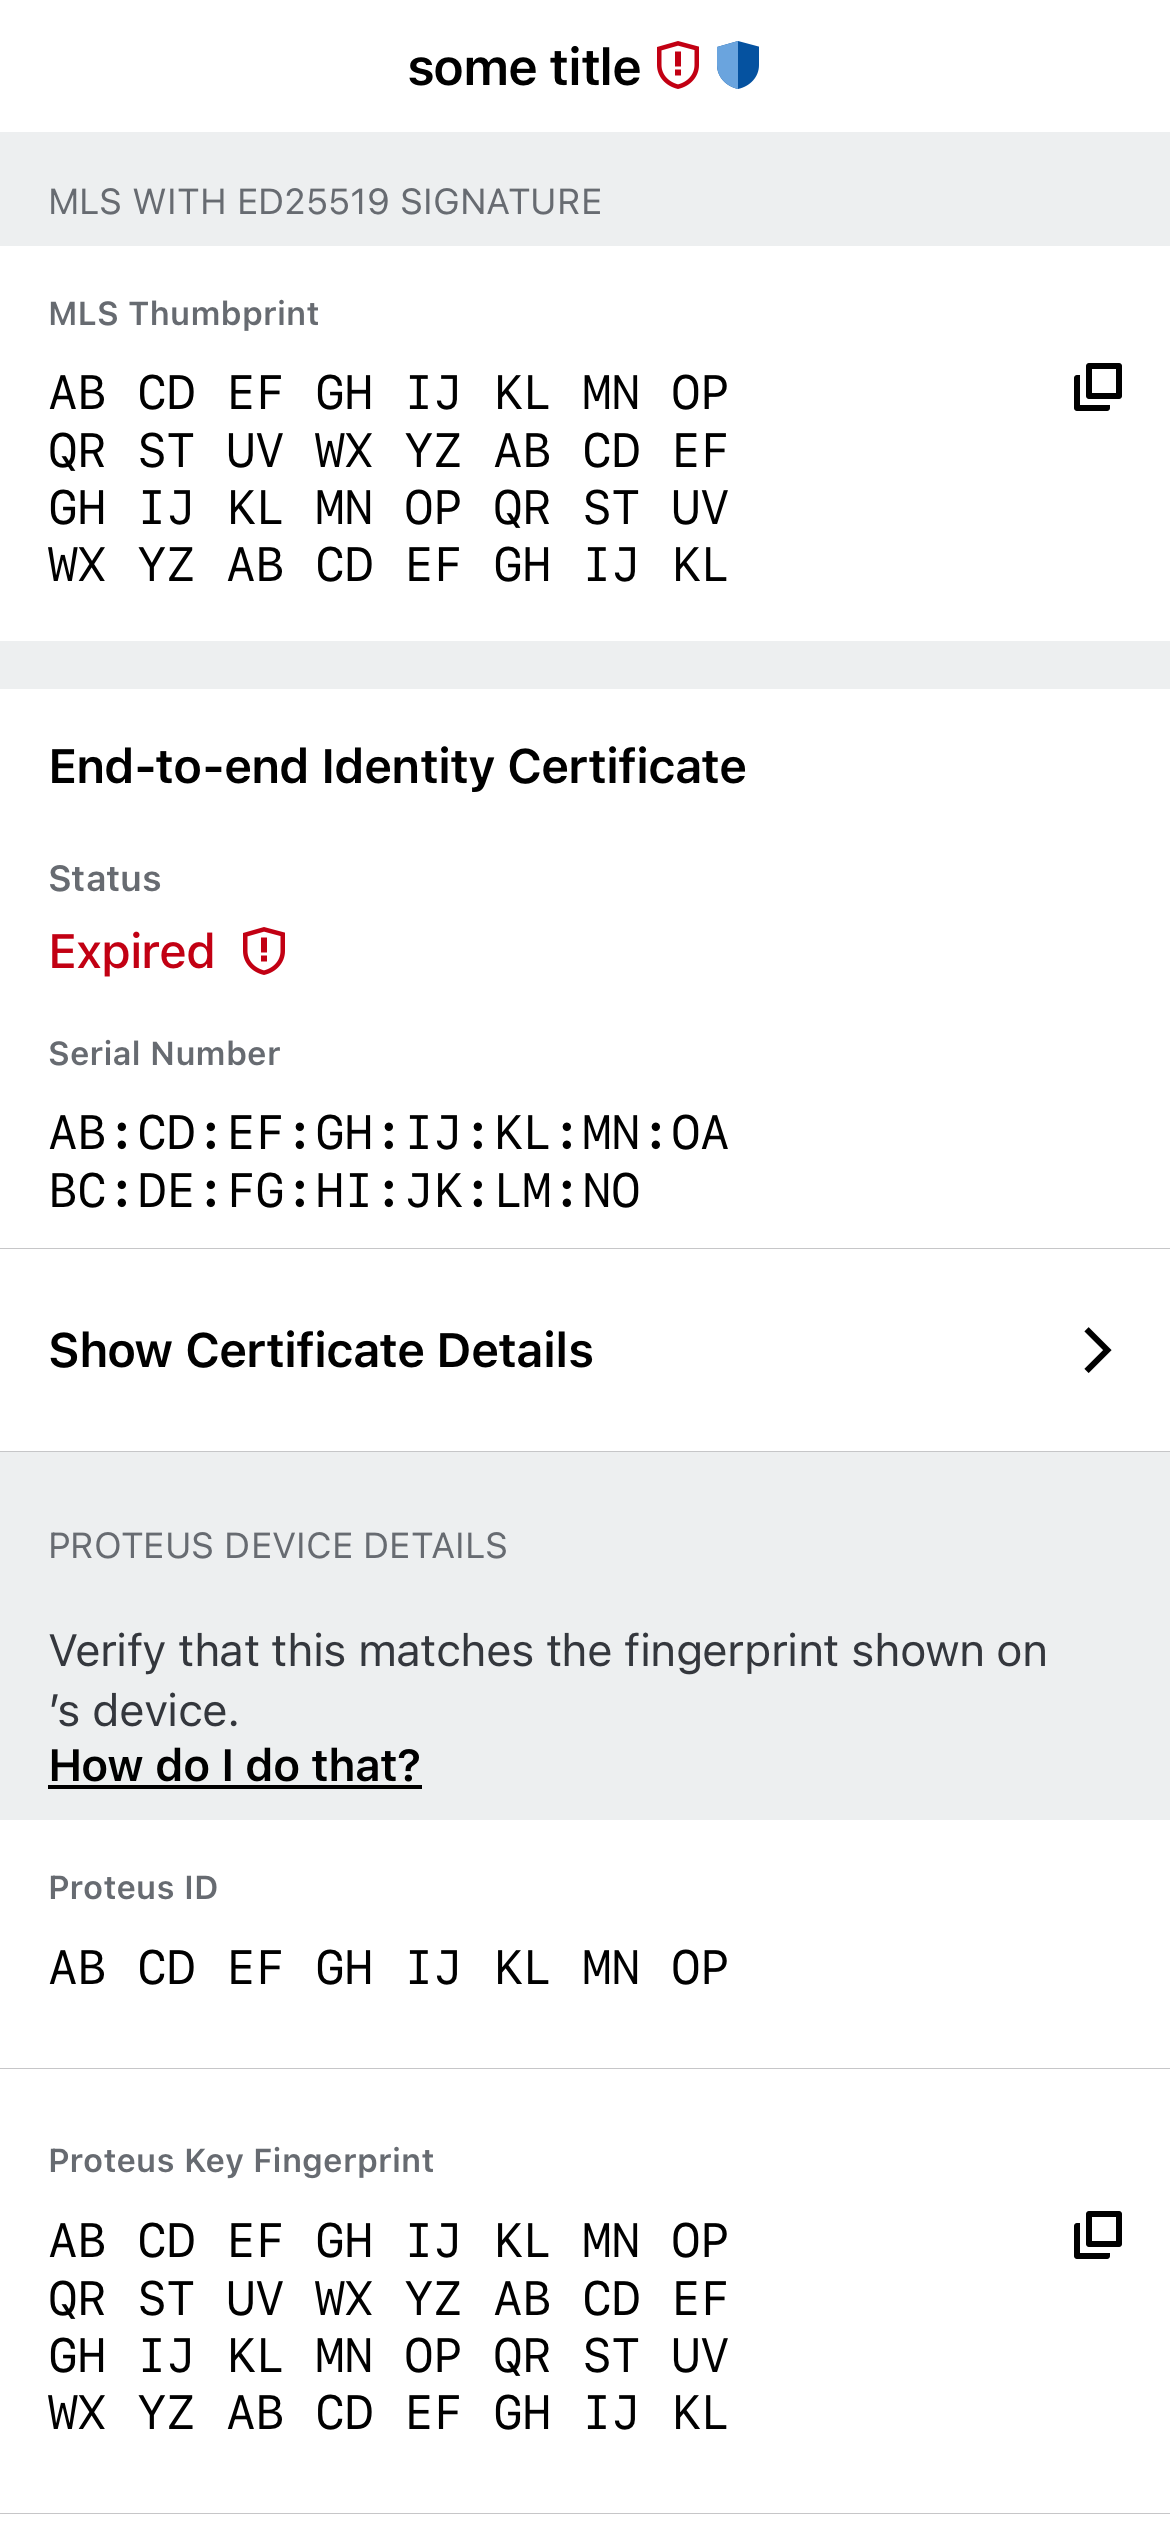 some title
MLS WITH ED25519 SIGNATURE
MLS Thumbprint
AB CD EF GH IJ KL MN OP
QR ST UV WX YZ AB CD EF
GH IJ KL MN OP QR ST UV
WX YZ AB CD EF GH IJ KL
End-to-end Identity Certificate
Status
Expired
Serial Number
AB:CD:EF:GH:IJ:KL:MN:OA
BC:DE:FG:HI:JK:LM:NO
Show Certificate Details
PROTEUS DEVICE DETAILS
Verify that this matches the fingerprint shown on
’s device.
How do I do that?
Proteus ID
AB CD EF GH IJ KL MN OP
Proteus Key Fingerprint
AB CD EF GH IJ KL MN OP
QR ST UV WX YZ AB CD EF
GH IJ KL MN OP QR ST UV
WX YZ AB CD EF GH IJ KL